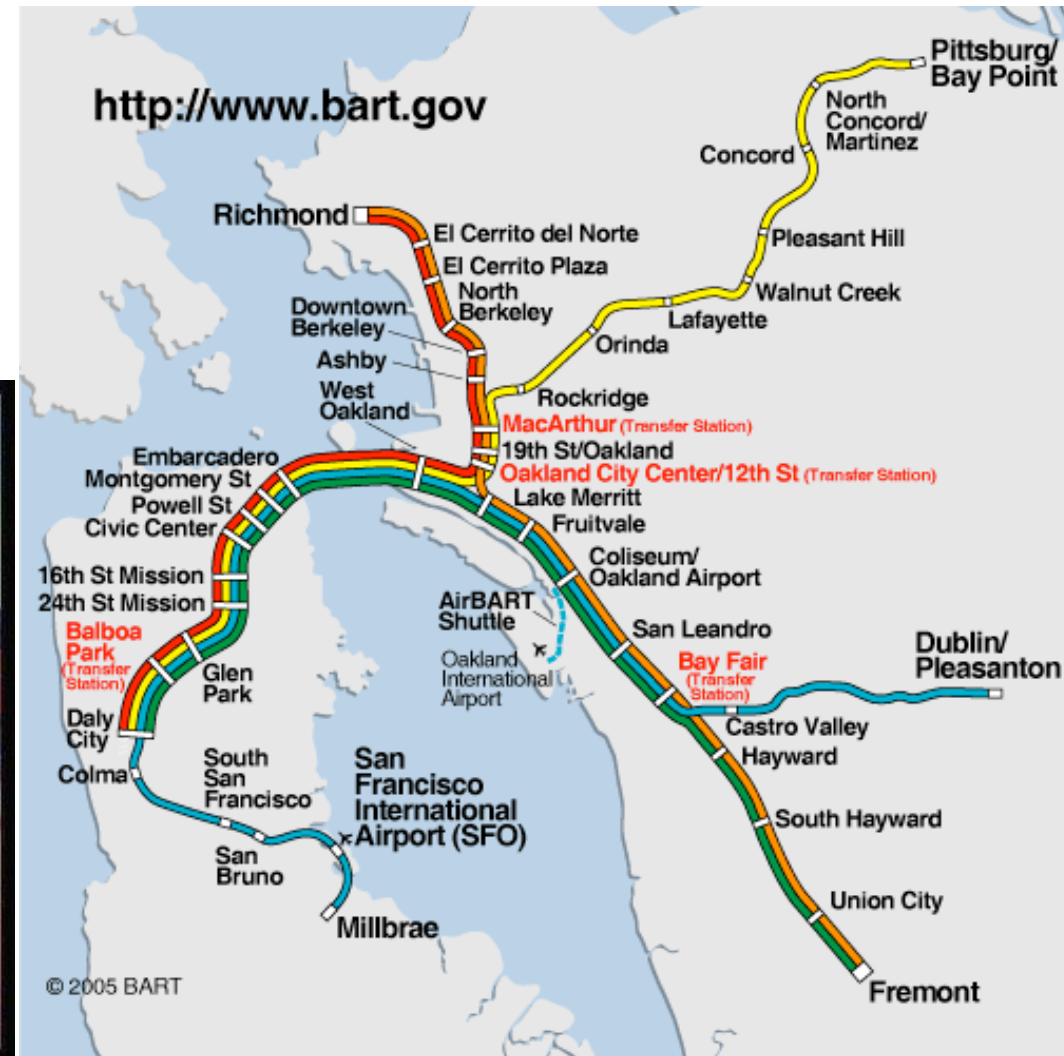 http://www.bart.gov
Pittsburg/
Bay Point
North
Concord/
Martinez
Concord
Pleasant Hill
Walnut Creek
Lafayette
Orinda
Rockridge
Richmond
El Cerrito del Norte
El Cerrito Plaza
North
Berkeley
Downtown
Berkeley
Ashby
West
Oakland
MacArthur (Transfer Station)
19th St/Oakland
Oakland City Center/12th St (Transfer Station)
Lake Merritt
Fruitvale
Coliseum/
Oakland Airport
Embarcadero
Montgomery St
Powell St
Civic Center
16th St Mission
24th St Mission
Balboa
Park
(Transfer
Station)
Glen
Park
Daly
City
Colma
South
San
Francisco
San
Bruno
San
Francisco
International
Airport (SFO)
Millbrae
AirBART
Shuttle
Oakland
International
Airport
San Leandro
Bay Fair
(Transfer
Station)
Dublin/
Pleasanton
Castro Valley
Hayward
South Hayward
Union City
Fremont
© 2005 BART